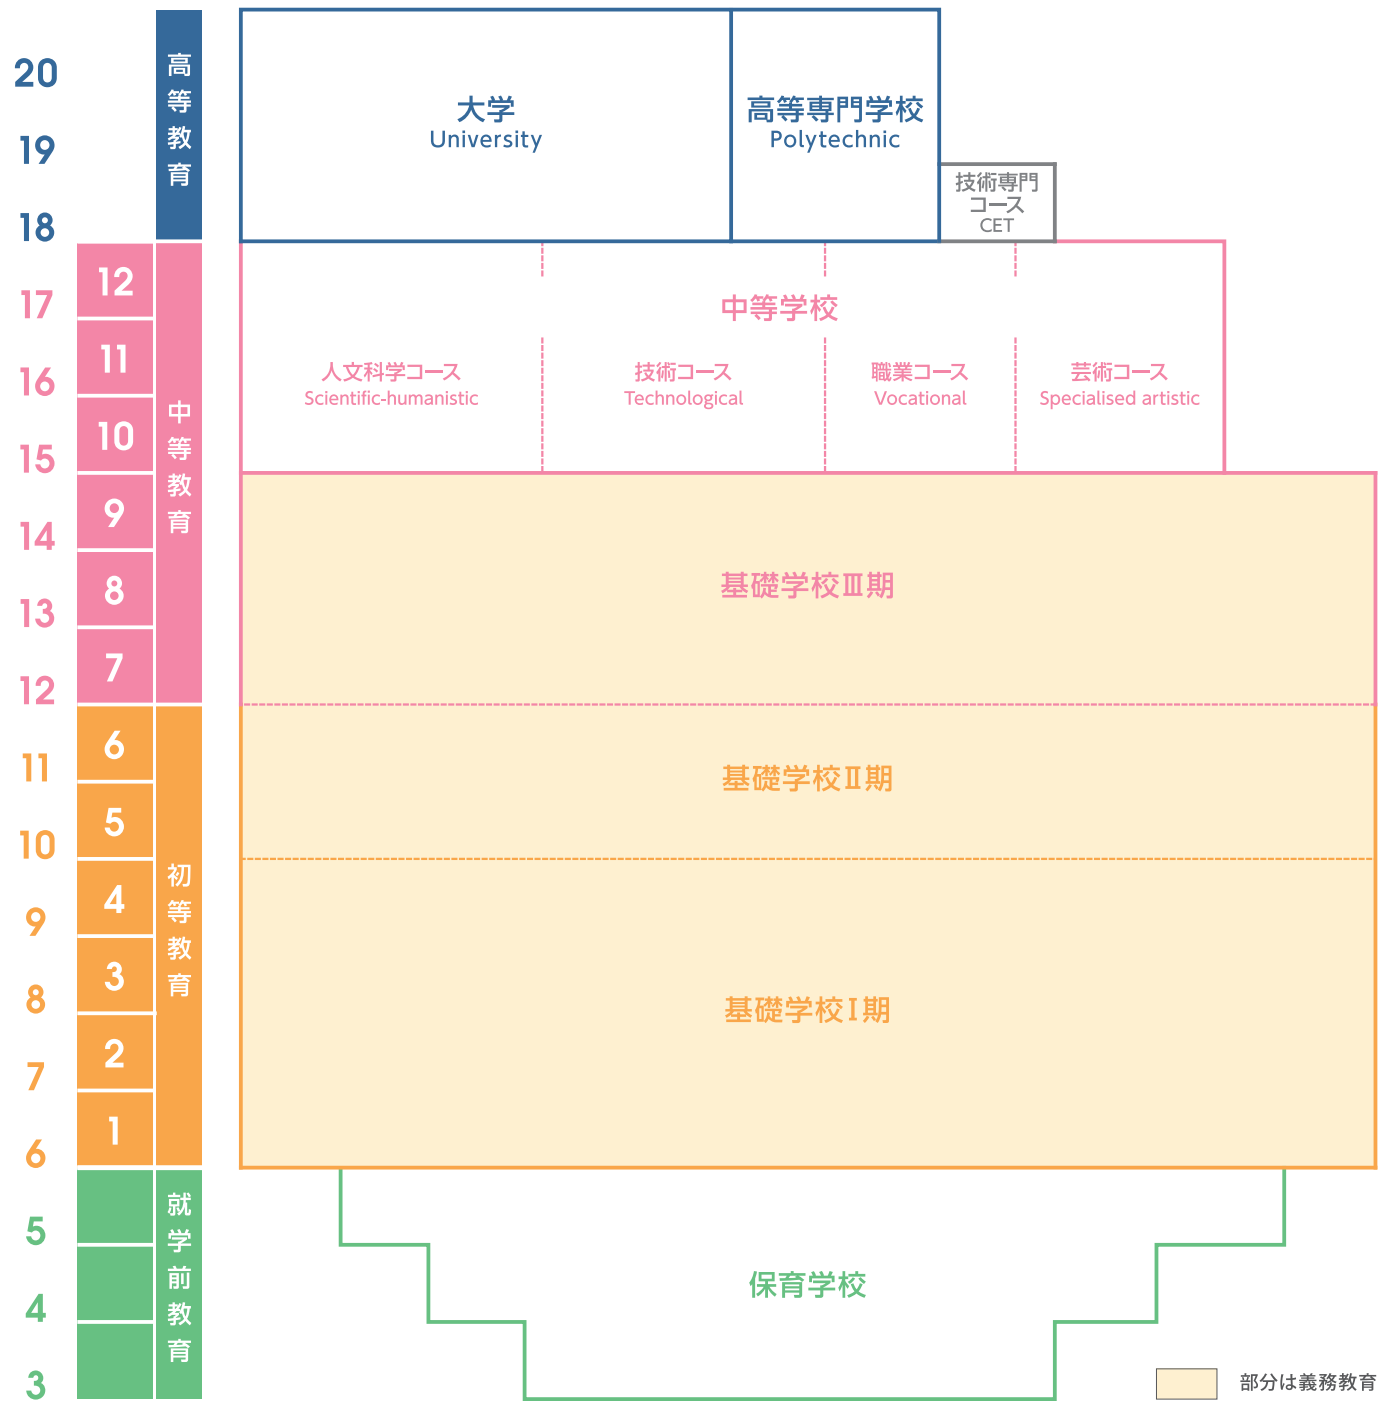 20
19
18
17
16
15
14
13
12
11
10
9
8
7
6
5
4
3
12
11
10
9
8
7
6
5
4
3
2
1
高等教育
中等教育
初等教育
就学前教育
大学
University
高等専門学校
Polytechnic
技術専門
コース
CET
中等学校
人文科学コース
Scientific-humanistic
技術コース
Technological
職業コース
Vocational
芸術コース
Specialised artistic
基礎学校Ⅲ期
基礎学校Ⅱ期
基礎学校Ⅰ期
保育学校
部分は義務教育